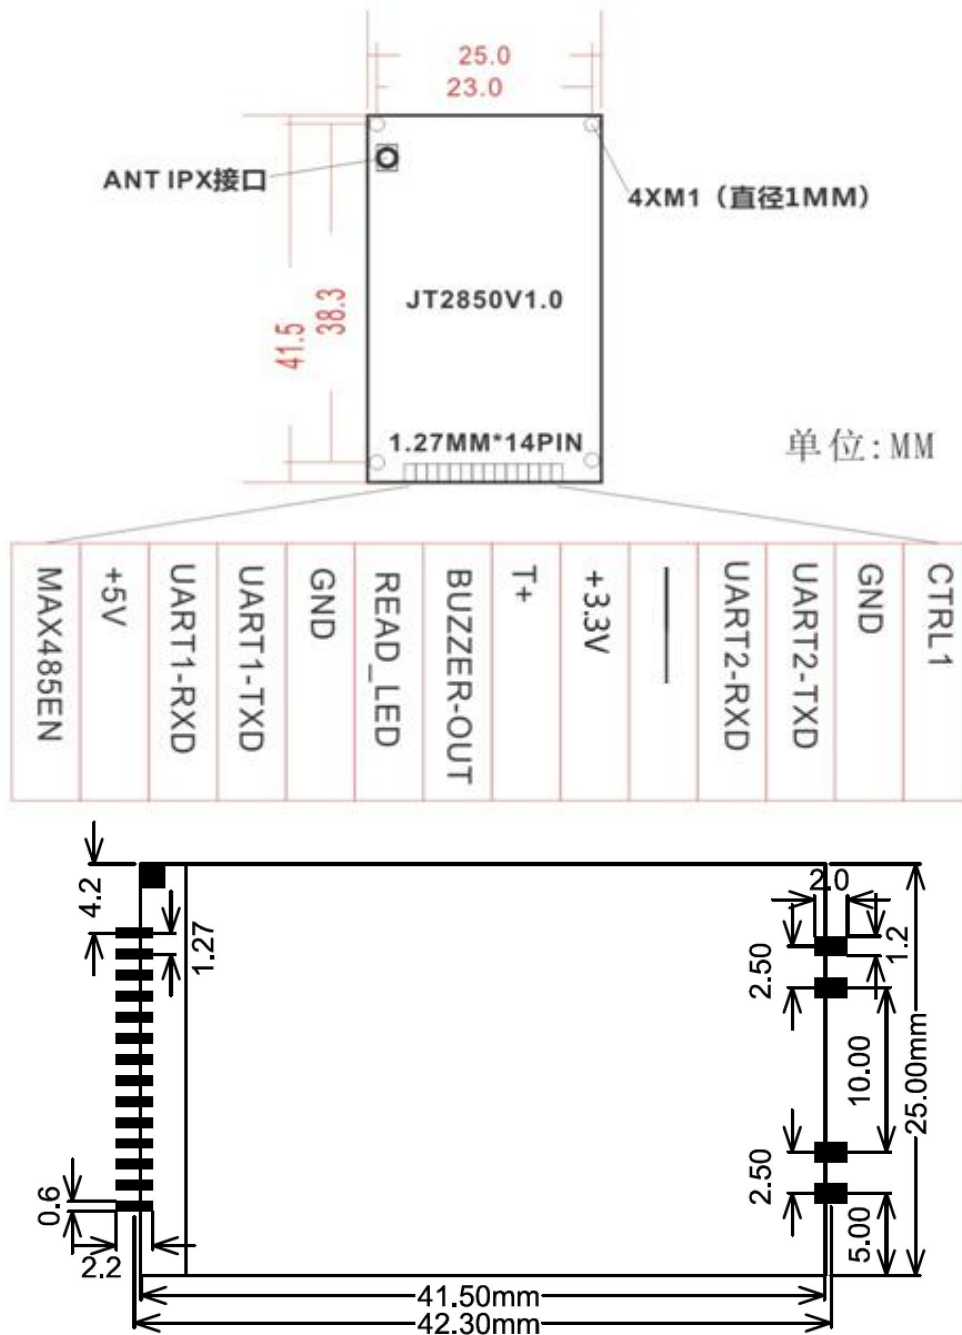 25.0
23.0
ANT IPX接口
4XM1（直径1MM）
JT2850V1.0
41.5
38.3
1.27MM*14PIN
单位:MM
MAX485EN
+5V
UART1-RXD
UART1-TXD
GND
READ_LED
BUZZER-OUT
T+
+3.3V
UART2-RXD
UART2-TXD
GND
CTRL1
4.2
1.27
2.0
1.2
2.50
10.00
25.00mm
2.50
5.00
0.6
2.2
41.50mm
42.30mm